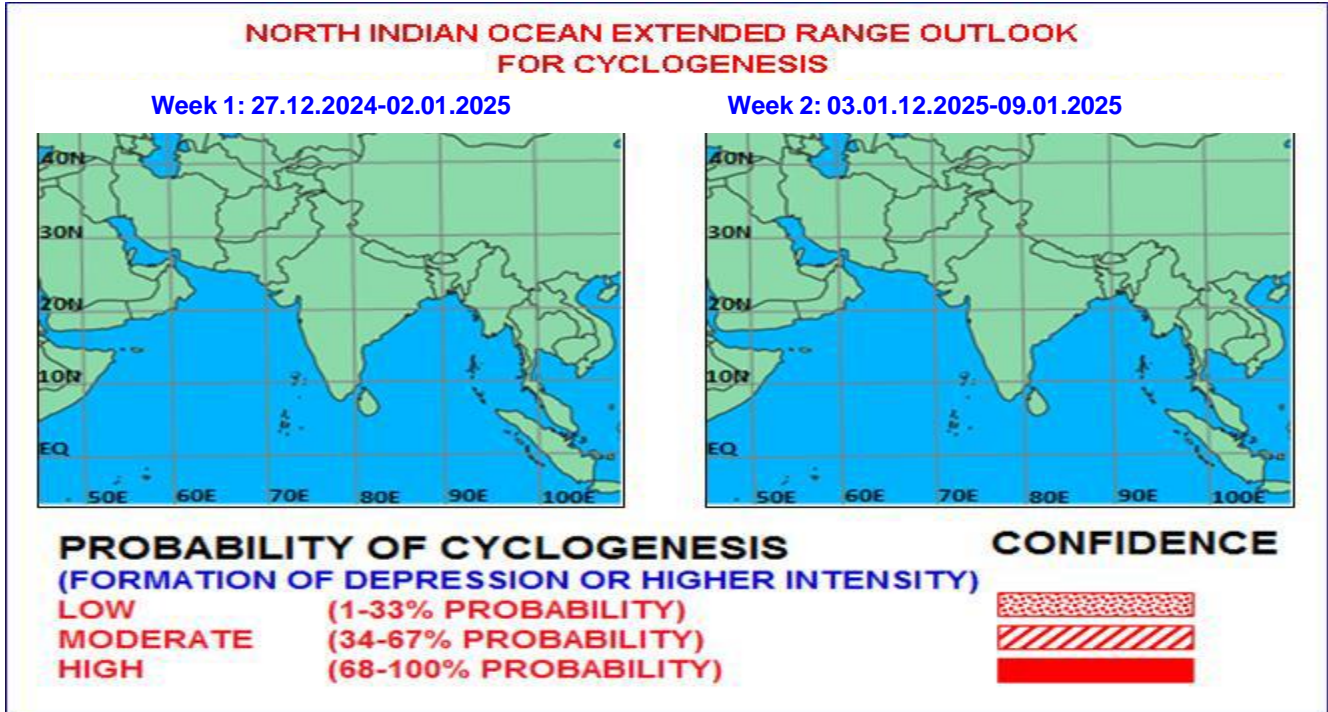 NORTH INDIAN OCEAN EXTENDED RANGE OUTLOOK
FOR CYCLOGENESIS
Week 1: 27.12.2024-02.01.2025
Week 2: 03.01.12.2025-09.01.2025
40N
30N
20N
10N
EQ
50E 60E 70E 80E 90E 100E
40N
30N
20N
10N
EQ
50E 60E 70E 80E 90E 100E
PROBABILITY OF CYCLOGENESIS
CONFIDENCE
(FORMATION OF DEPRESSION OR HIGHER INTENSITY)
LOW (1-33% PROBABILITY)
MODERATE (34-67% PROBABILITY)
HIGH (68-100% PROBABILITY)